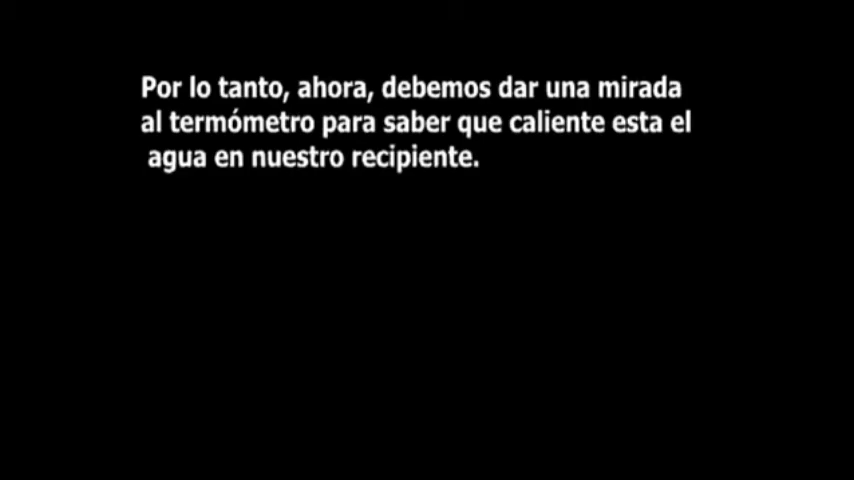 Por lo tanto, ahora, debemos dar una mirada
al termómetro para saber que caliente esta el
agua en nuestro recipiente.